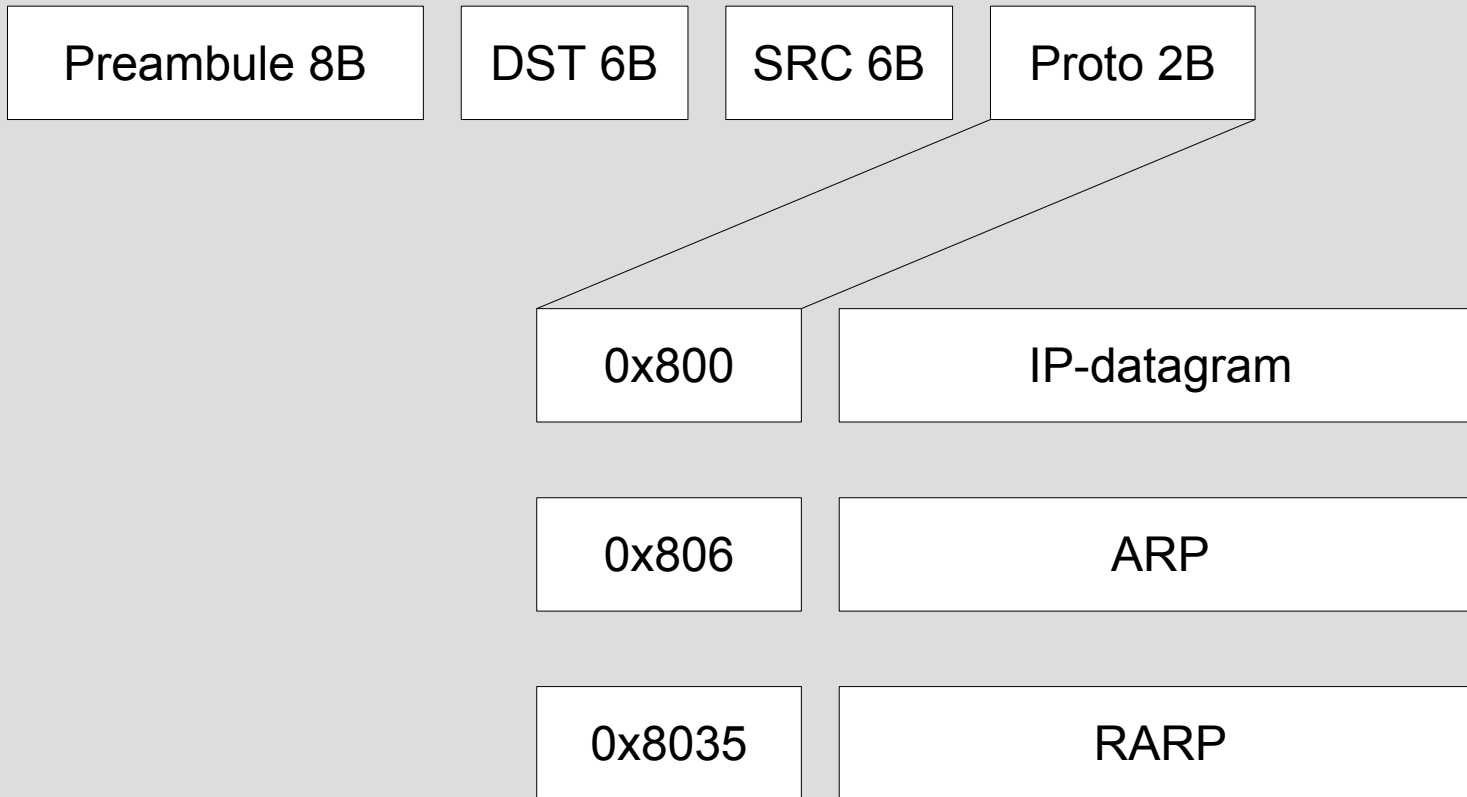 Preambule 8B DST 6B SRC 6B Proto 2B
0x800 IP-datagram
0x806 ARP
0x8035 RARP